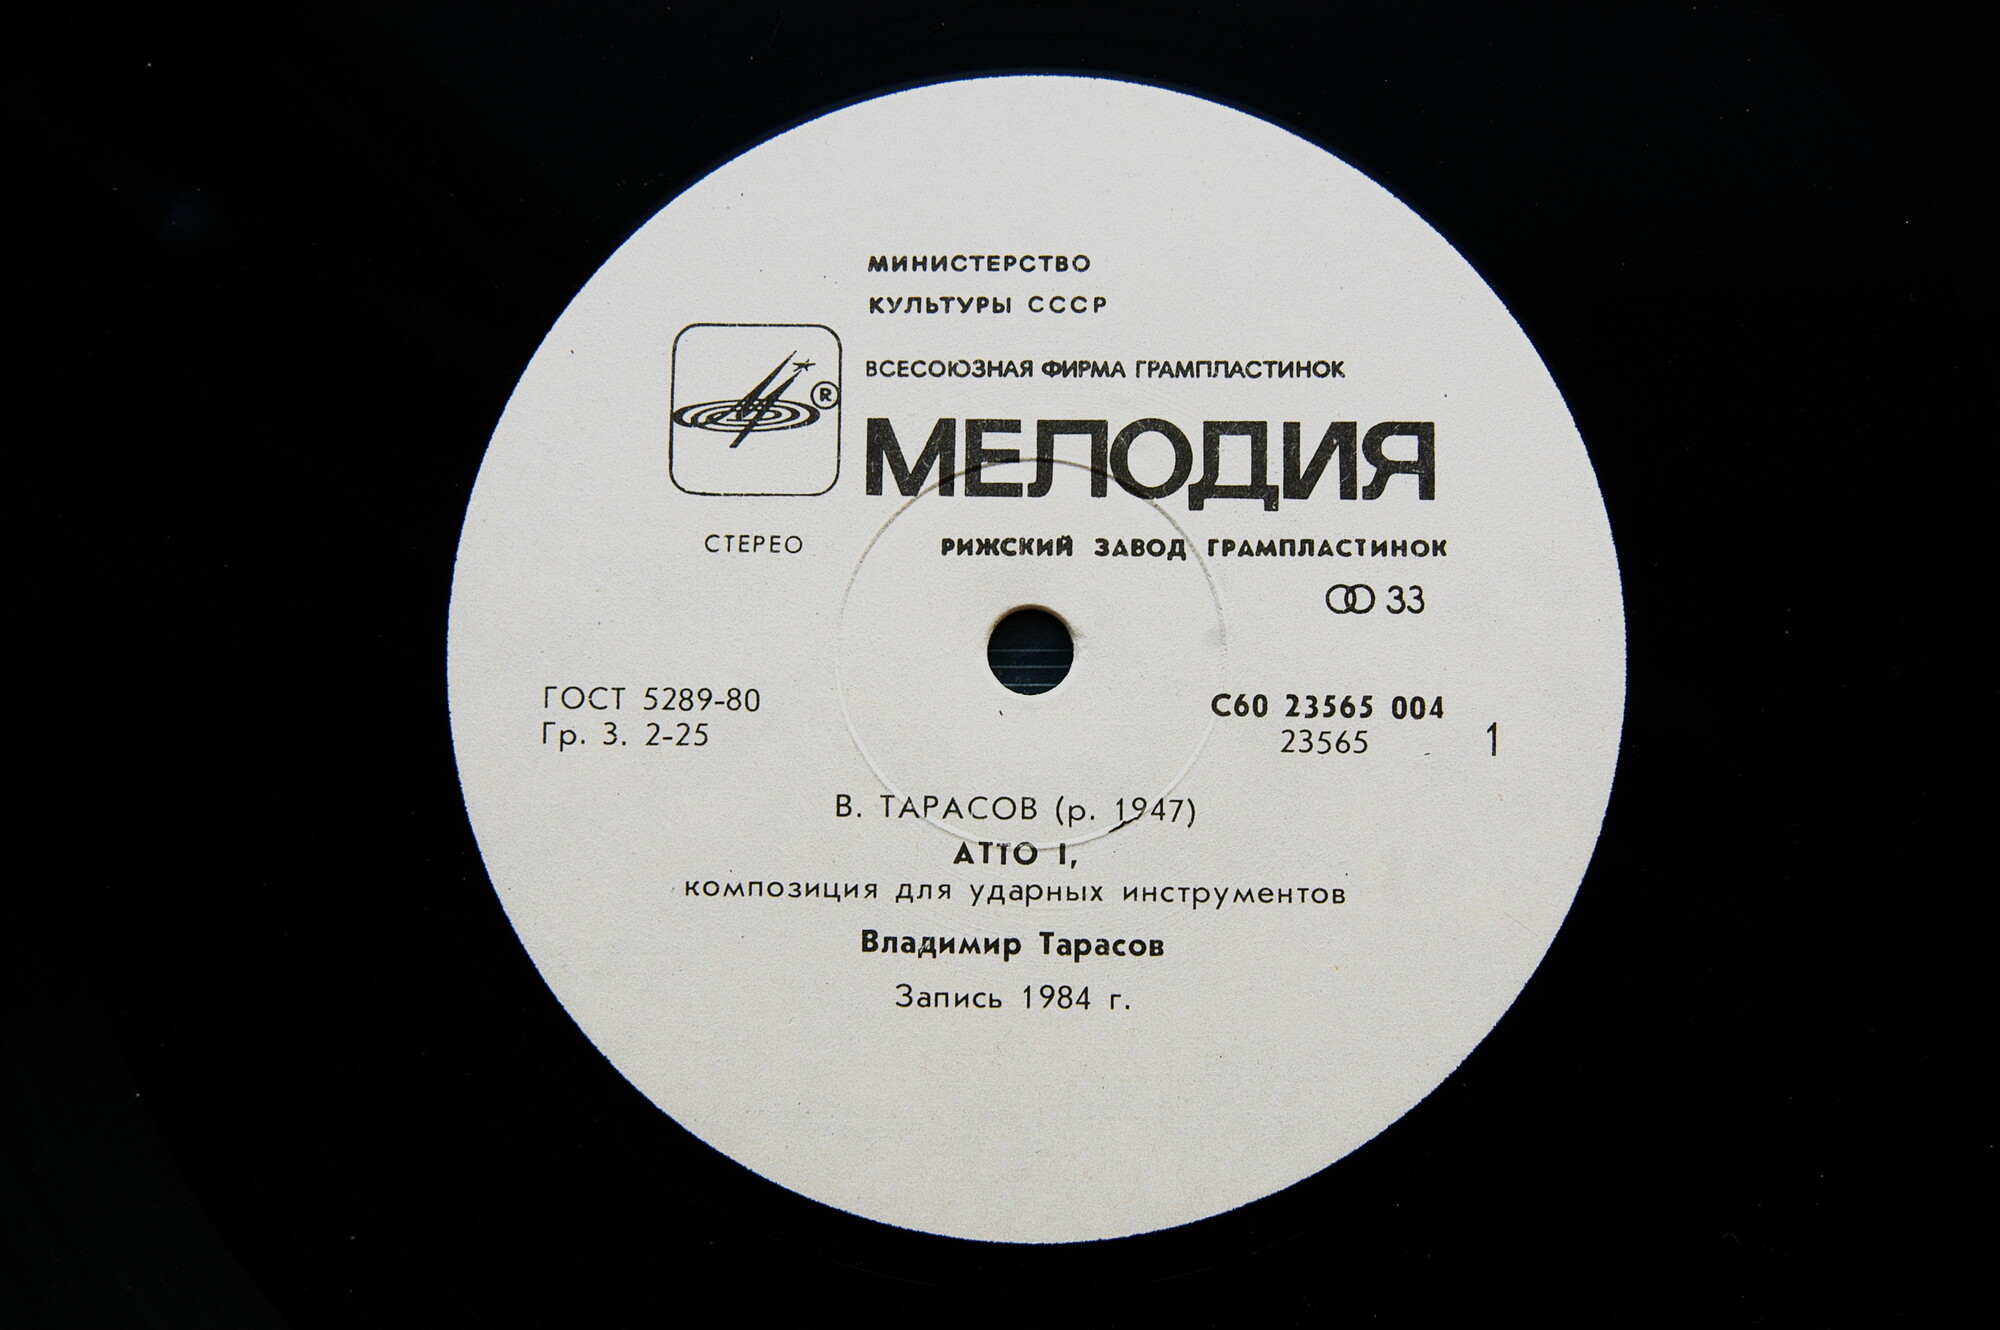 МИНИСТЕРСТВО
КУЛЬТУРЫ СССР
ВСЕСОЮЗНАЯ ФИРМА ГРАМПЛАСТИНОК
®
МЕЛОДИЯ
СТЕРЕО
РИЖСКИЙ ЗАВОД ГРАМПЛАСТИНОК
33
ГОСТ 5289-80
Гр. 3. 2-25
С60 23565 004
23565 1
В. ТАРАСОВ (р. 1947)
АТТО I,
композиция для ударных инструментов
Владимир Тарасов
Запись 1984 г.